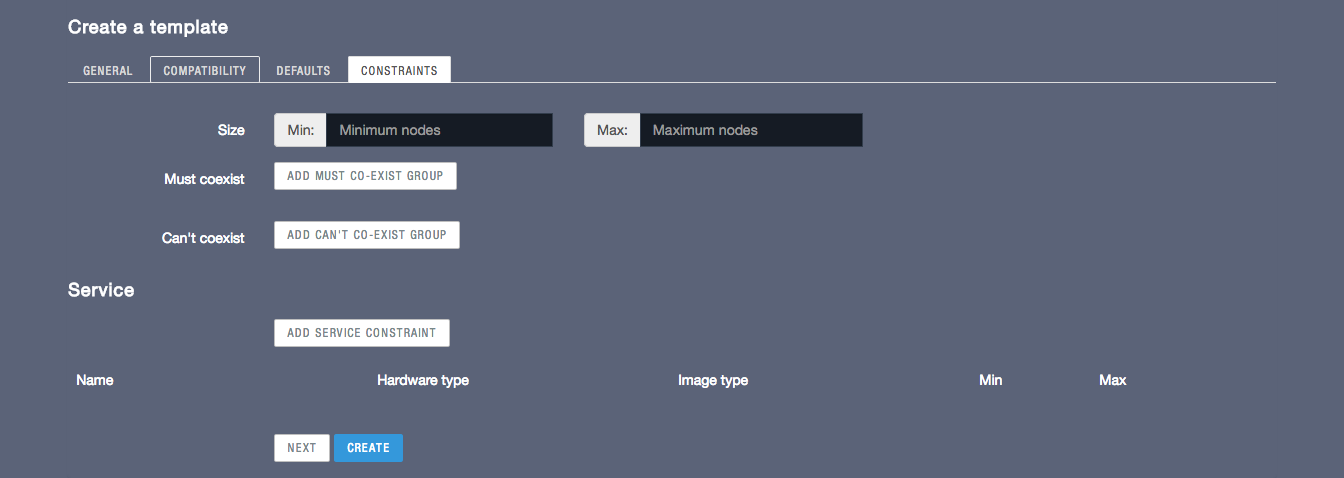 Create a template
GENERAL COMPATIBILITY DEFAULTS CONSTRAINTS
Size Min: Minimum nodes Max: Maximum nodes
Must coexist ADD MUST CO-EXIST GROUP
Can't coexist ADD CAN'T CO-EXIST GROUP
Service
ADD SERVICE CONSTRAINT
Name Hardware type Image type Min Max
NEXT CREATE